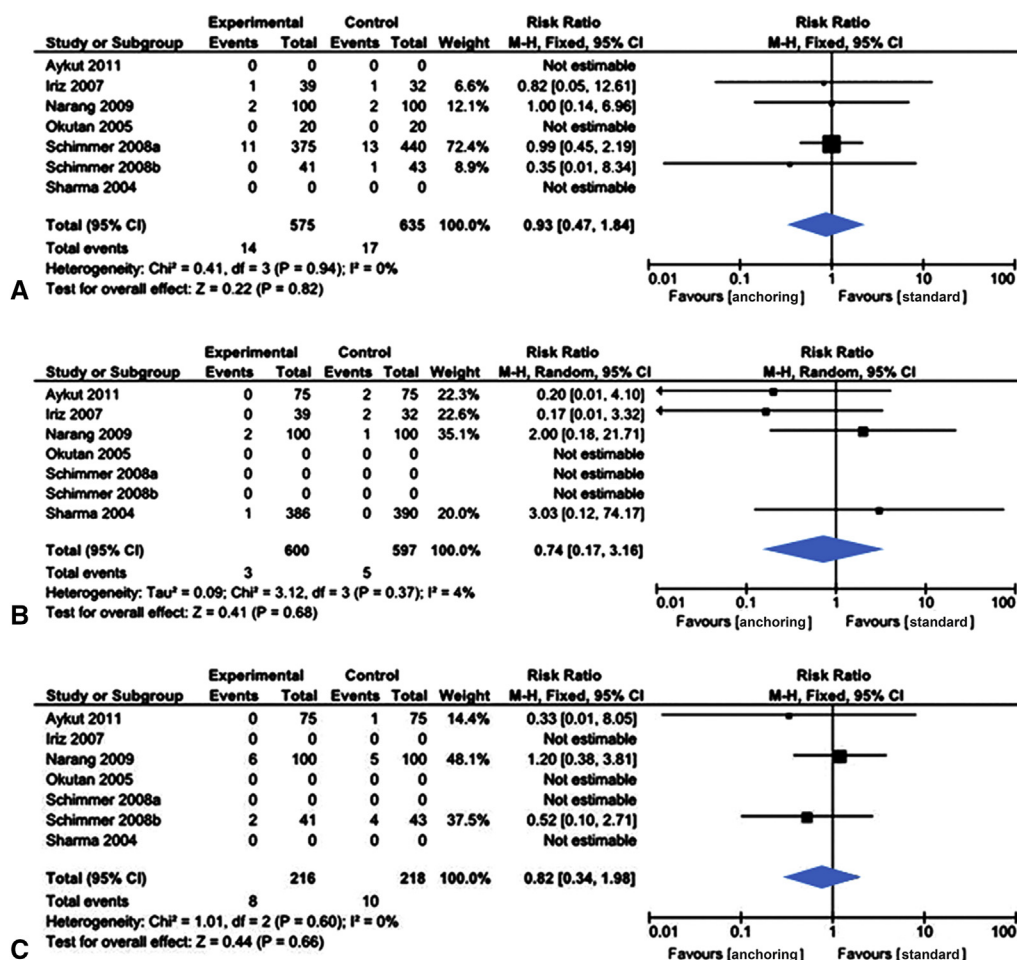 Experimental Control Risk Ratio Risk Ratio
Study or Subgroup Events Total Events Total Weight M-H, Fixed, 95% CI M-H, Fixed, 95% CI
Aykut 2011 0 0 0 0 Not estimable
Iriz 2007 1 39 1 32 6.6% 0.82 [0.05, 12.61]
Narang 2009 2 100 2 100 12.1% 1.00 [0.14, 6.96]
Okutan 2005 0 20 0 20 Not estimable
Schimmer 2008a 11 375 13 440 72.4% 0.99 [0.45, 2.19]
Schimmer 2008b 0 41 1 43 8.9% 0.35 [0.01, 8.34]
Sharma 2004 0 0 0 0 Not estimable
Total (95% CI) 575 635 100.0% 0.93 [0.47, 1.84]
Total events 14 17
Heterogeneity: Chi² = 0.41, df = 3 (P = 0.94); I² = 0%
Test for overall effect: Z = 0.22 (P = 0.82)
0.01 0.1 1 10 100
Favours [anchoring] Favours [standard]
A
Experimental Control Risk Ratio Risk Ratio
Study or Subgroup Events Total Events Total Weight M-H, Random, 95% CI M-H, Random, 95% CI
Aykut 2011 0 75 2 75 22.3% 0.20 [0.01, 4.10]
Iriz 2007 0 39 2 32 22.6% 0.17 [0.01, 3.32]
Narang 2009 2 100 1 100 35.1% 2.00 [0.18, 21.71]
Okutan 2005 0 0 0 0 Not estimable
Schimmer 2008a 0 0 0 0 Not estimable
Schimmer 2008b 0 0 0 0 Not estimable
Sharma 2004 1 386 0 390 20.0% 3.03 [0.12, 74.17]
Total (95% CI) 600 597 100.0% 0.74 [0.17, 3.16]
Total events 3 5
Heterogeneity: Tau² = 0.09; Chi² = 3.12, df = 3 (P = 0.37); I² = 4%
Test for overall effect: Z = 0.41 (P = 0.68)
0.01 0.1 1 10 100
Favours [anchoring] Favours [standard]
B
Experimental Control Risk Ratio Risk Ratio
Study or Subgroup Events Total Events Total Weight M-H, Fixed, 95% CI M-H, Fixed, 95% CI
Aykut 2011 0 75 1 75 14.4% 0.33 [0.01, 8.05]
Iriz 2007 0 0 0 0 Not estimable
Narang 2009 6 100 5 100 48.1% 1.20 [0.38, 3.81]
Okutan 2005 0 0 0 0 Not estimable
Schimmer 2008a 0 0 0 0 Not estimable
Schimmer 2008b 2 41 4 43 37.5% 0.52 [0.10, 2.71]
Sharma 2004 0 0 0 0 Not estimable
Total (95% CI) 216 218 100.0% 0.82 [0.34, 1.98]
Total events 8 10
Heterogeneity: Chi² = 1.01, df = 2 (P = 0.60); I² = 0%
Test for overall effect: Z = 0.44 (P = 0.66)
0.01 0.1 1 10 100
Favours [anchoring] Favours [standard]
C